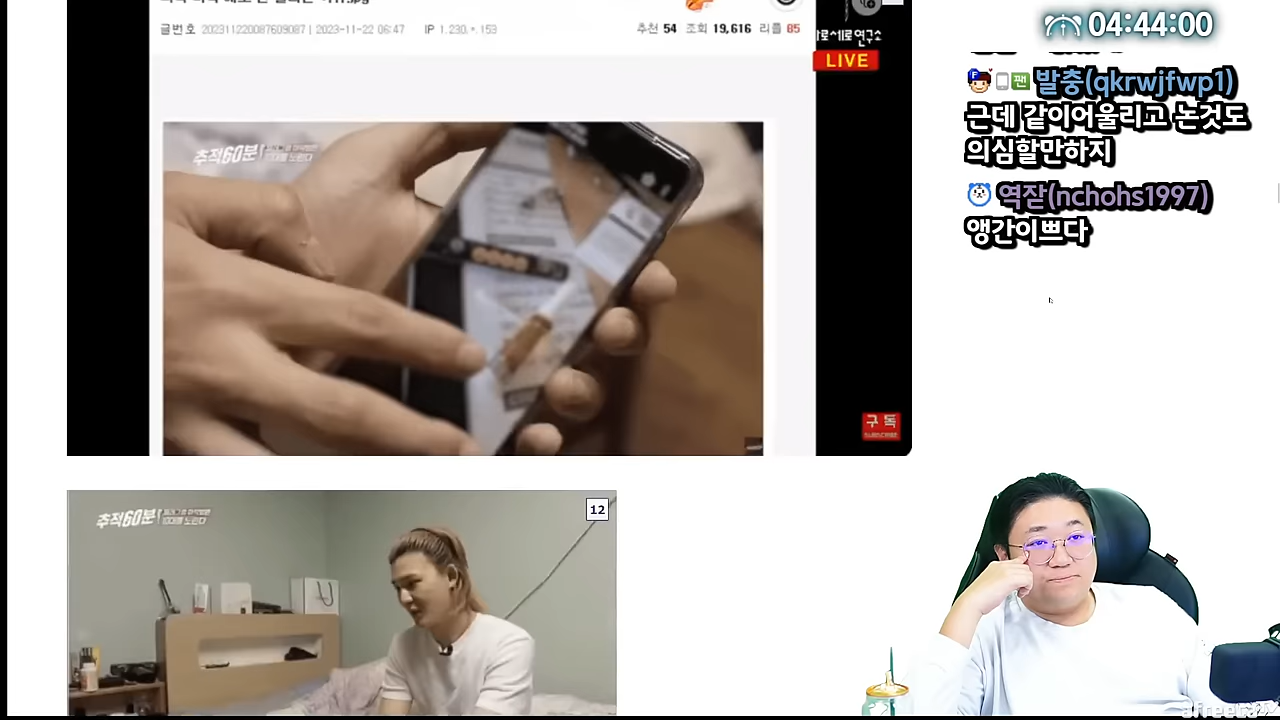 글번호 202311220087609087 | 2023-11-22 06:47 IP 1.230.*.153 추천 54 조회 19,616 리플 85
LIVE
추적60분
구독
추적60분
12
04:44:00
팬 발충(qkrwjfwp1)
근데 같이어울리고 논것도
의심할만하지
역잗(nchohs1997)
앵간이쁘다